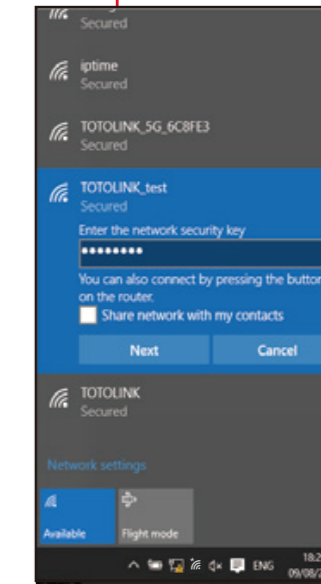 Secured
iptime
Secured
TOTOLINK_5G_6C8FE3
Secured
TOTOLINK_test
Secured
Enter the network security key
••••••••
You can also connect by pressing the button
on the router.
Share network with my contacts
Next Cancel
TOTOLINK
Secured
Network settings
Available Flight mode
ENG